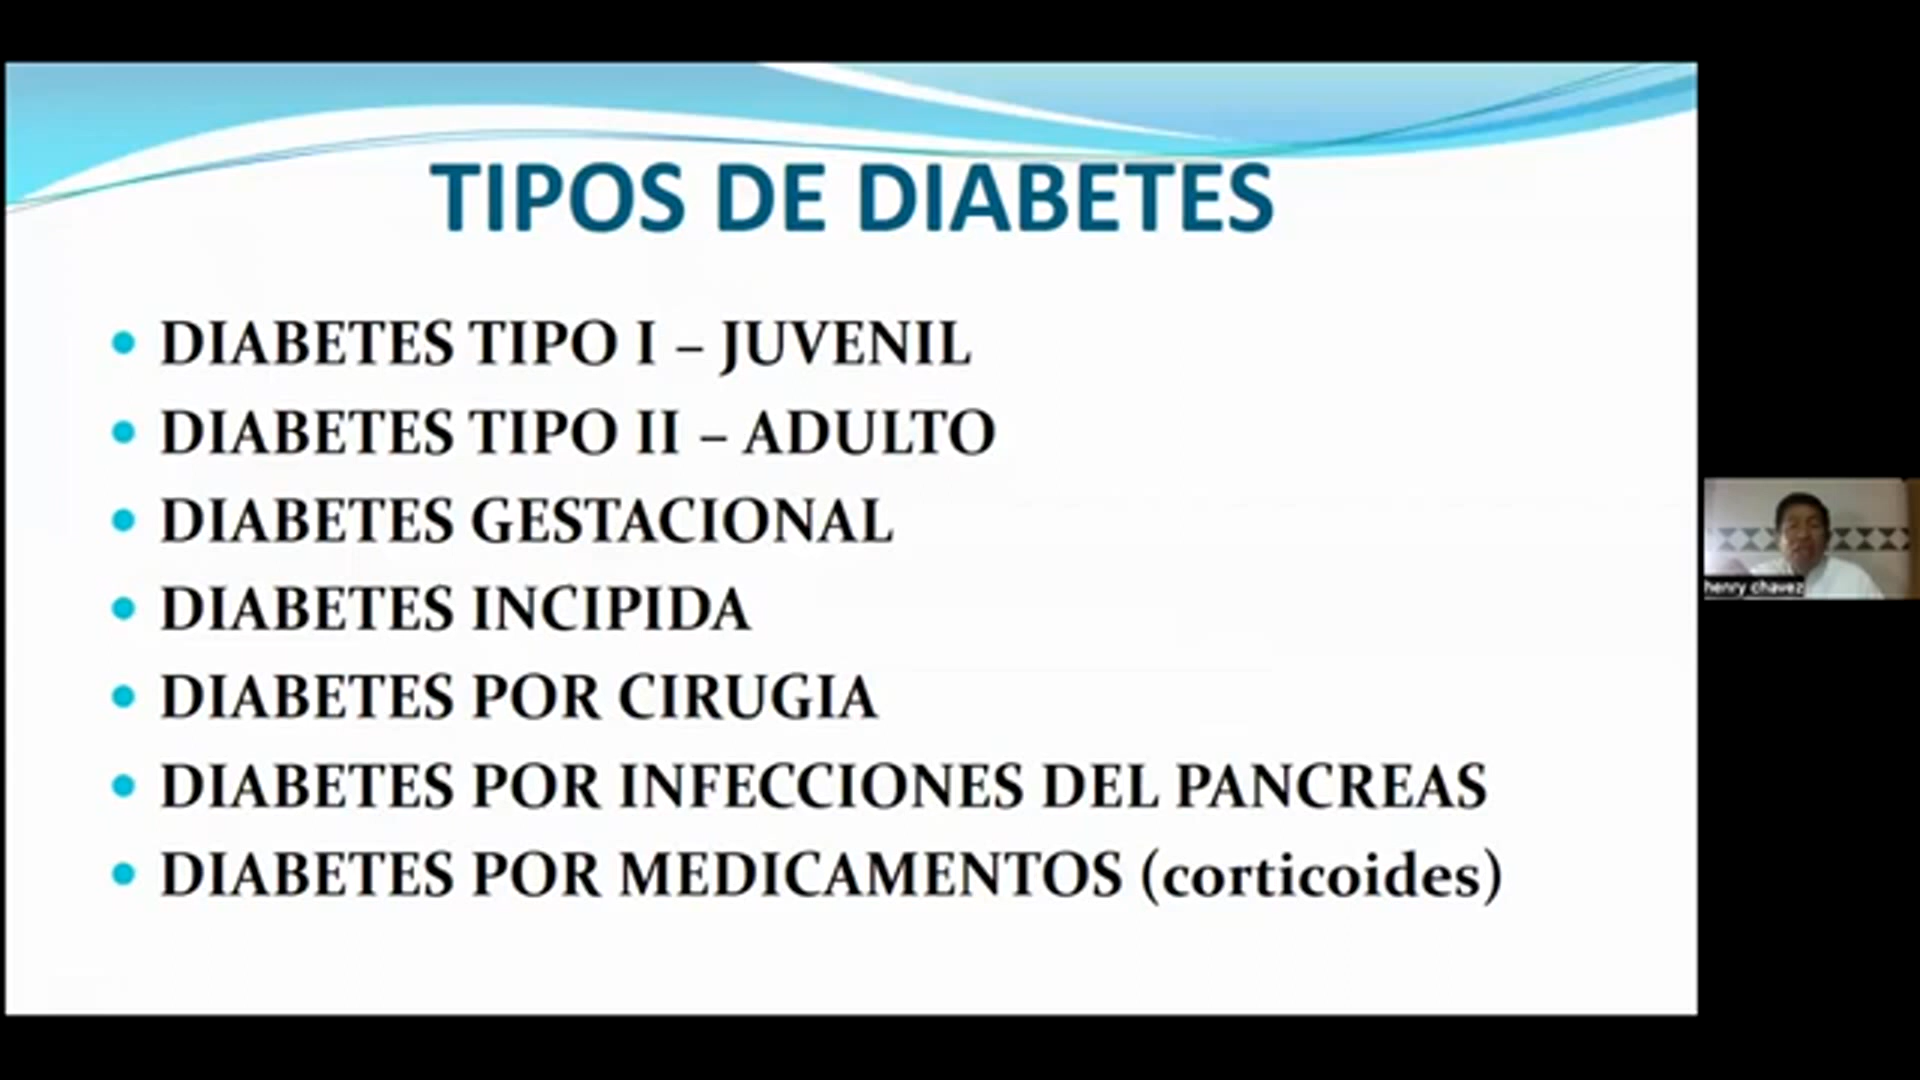 TIPOS DE DIABETES
DIABETES TIPO I – JUVENIL
DIABETES TIPO II – ADULTO
DIABETES GESTACIONAL
DIABETES INCIPIDA
DIABETES POR CIRUGIA
DIABETES POR INFECCIONES DEL PANCREAS
DIABETES POR MEDICAMENTOS (corticoides)
henry chavez